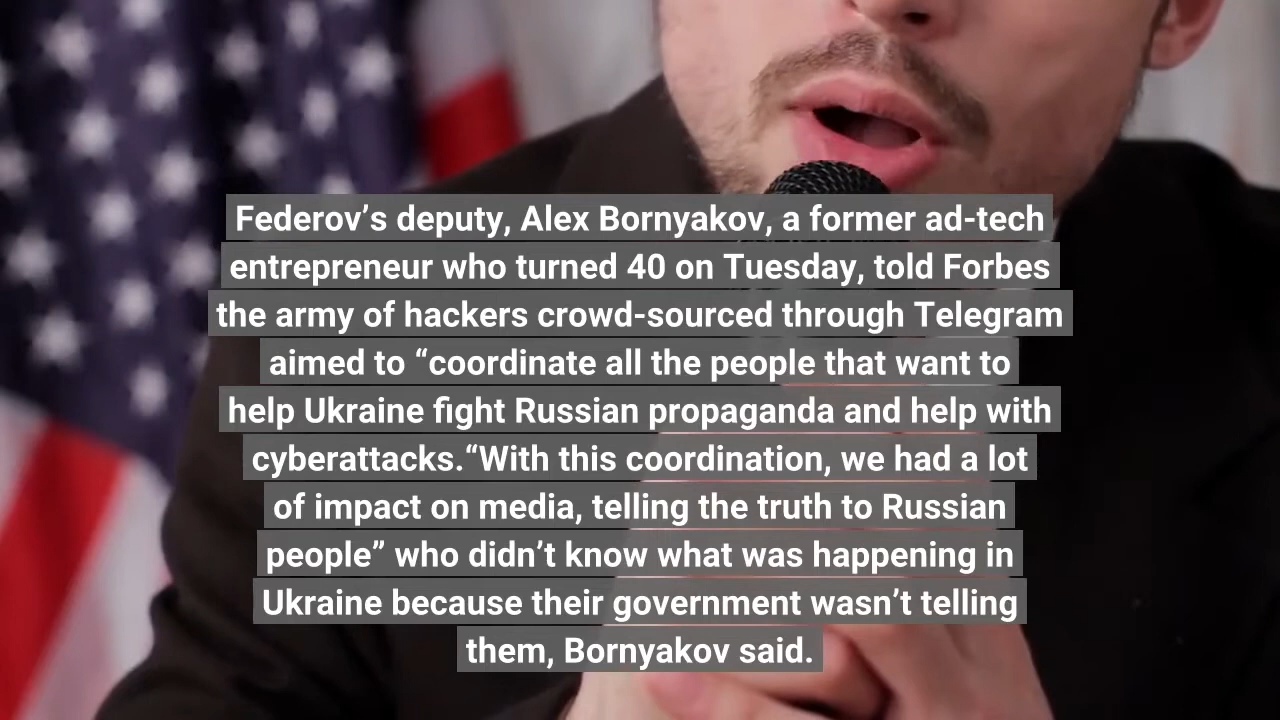 Federov’s deputy, Alex Bornyakov, a former ad-tech
entrepreneur who turned 40 on Tuesday, told Forbes
the army of hackers crowd-sourced through Telegram
aimed to “coordinate all the people that want to
help Ukraine fight Russian propaganda and help with
cyberattacks.“With this coordination, we had a lot
of impact on media, telling the truth to Russian
people” who didn’t know what was happening in
Ukraine because their government wasn’t telling
them, Bornyakov said.